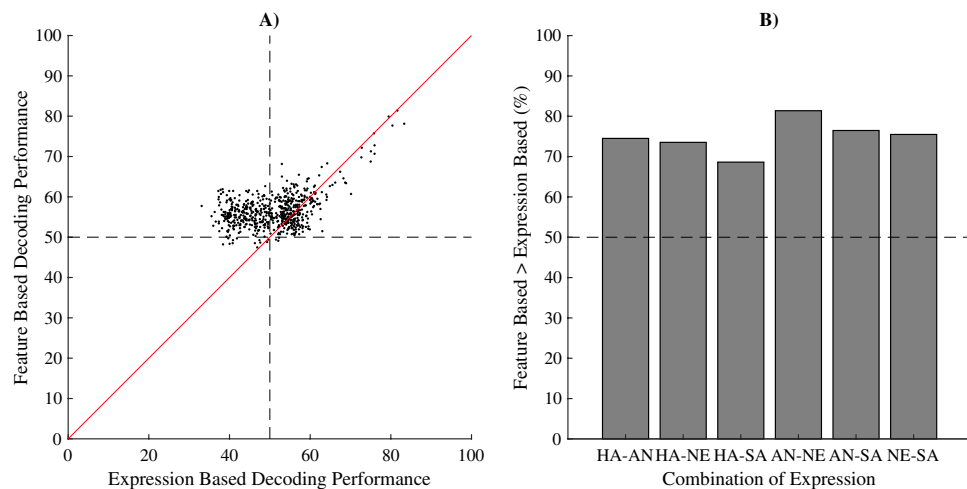 A)
100
90
80
70
60
50
40
30
20
10
0
Feature Based Decoding Performance
0 20 40 60 80 100
Expression Based Decoding Performance
B)
100
90
80
70
60
50
40
30
20
10
0
Feature Based > Expression Based (%)
HA-AN HA-NE HA-SA AN-NE AN-SA NE-SA
Combination of Expression